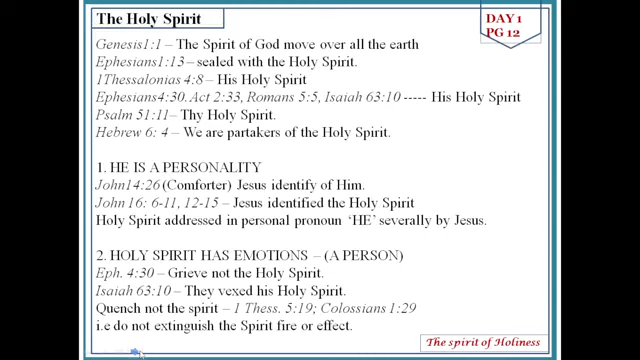 The Holy Spirit
DAY 1
PG 12
Genesis1:1 – The Spirit of God move over all the earth
Ephesians1:13– sealed with the Holy Spirit.
1Thessalonias 4:8 – His Holy Spirit
Ephesians4:30. Act 2:33, Romans 5:5, Isaiah 63:10 ----- His Holy Spirit
Psalm 51:11– Thy Holy Spirit.
Hebrew 6: 4 – We are partakers of the Holy Spirit.
1. HE IS A PERSONALITY
John14:26 (Comforter) Jesus identify of Him.
John 16: 6-11, 12-15 – Jesus identified the Holy Spirit
Holy Spirit addressed in personal pronoun ‘HE’ severally by Jesus.
2. HOLY SPIRIT HAS EMOTIONS – (A PERSON)
Eph. 4:30 – Grieve not the Holy Spirit.
Isaiah 63:10 – They vexed his Holy Spirit.
Quench not the spirit – 1 Thess. 5:19; Colossians 1:29
i.e do not extinguish the Spirit fire or effect.
The spirit of Holiness